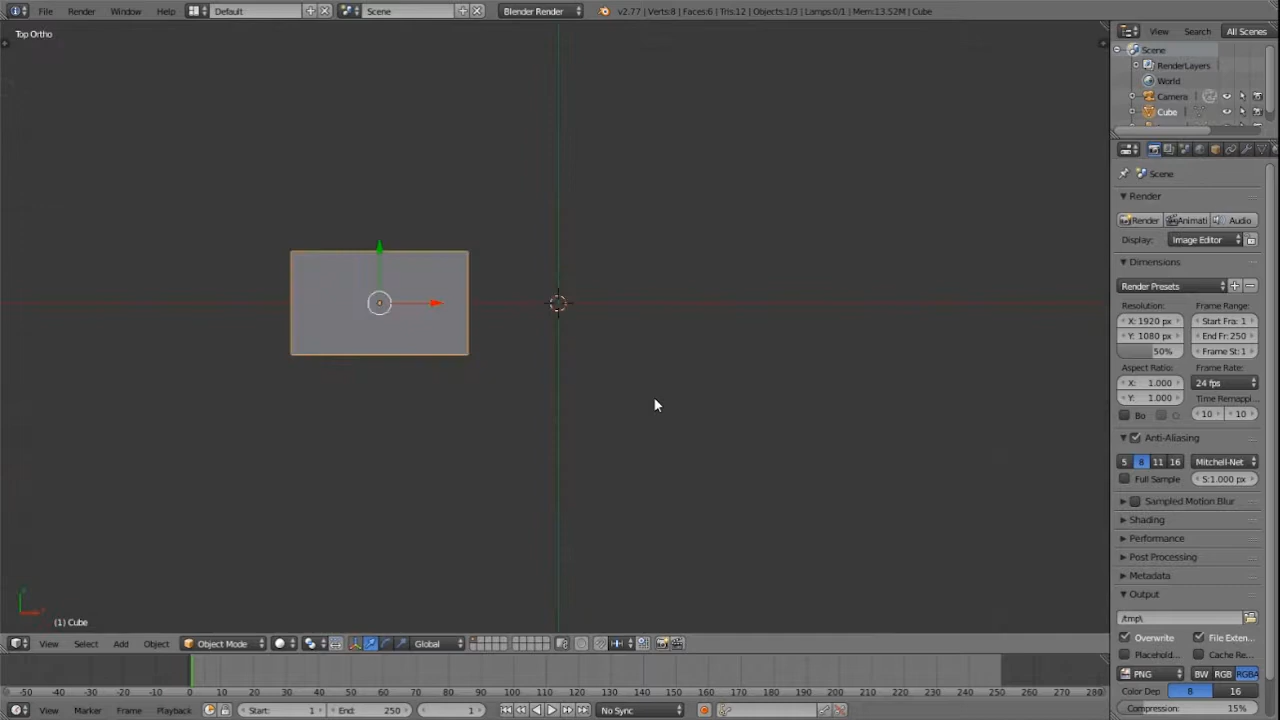 File Render Window Help Default Scene Blender Render v2.77 | Verts:8 | Faces:6 | Tris:12 | Objects:1/3 | Lamps:0/1 | Mem:13.52M | Cube
Top Ortho
View Search All Scenes
Scene
RenderLayers
World
Camera
Cube
Scene
Render
Render Animati Audio
Display: Image Editor
Dimensions
Render Presets
Resolution: Frame Range:
X: 1920 px Start Fra: 1
Y: 1080 px End Fr:250
50% Frame St:1
Aspect Ratio: Frame Rate:
X: 1.000 24 fps
Y: 1.000 Time Remappi...
Bo 10 10
Anti-Aliasing
5 8 11 16 Mitchell-Net
Full Sample S:1.000 px
Sampled Motion Blur
Shading
Performance
Post Processing
Metadata
Output
/tmp\
Overwrite File Exten...
Placehold... Cache Re...
PNG BW RGB RGBA
Color Dep 8 16
Compression: 15%
(1) Cube
View Select Add Object Object Mode Global
-50 -40 -30 -20 -10 0 10 20 30 40 50 60 70 80 90 100 110 120 130 140 150 160 170 180 190 200 210 220 230 240 250 260 270 280
View Marker Frame Playback Start: 1 End: 250 1 No Sync